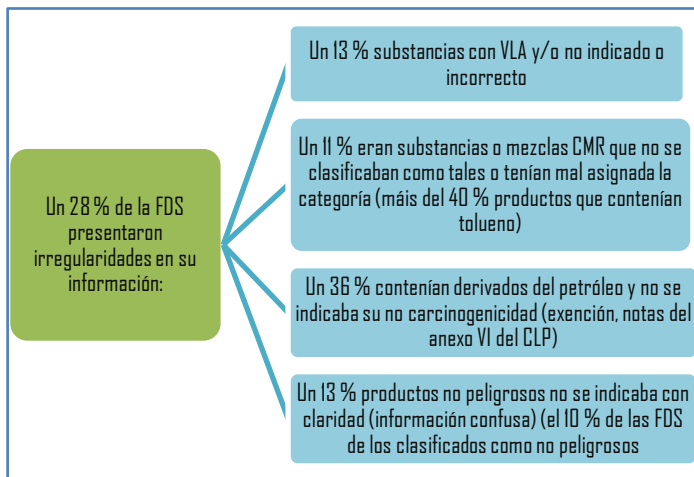 Un 28 % de la FDS
presentaron
irregularidades en su
información:
Un 13 % substancias con VLA y/o no indicado o
incorrecto
Un 11 % eran substancias o mezclas CMR que no se
clasificaban como tales o tenían mal asignada la
categoría (máis del 40 % productos que contenían
tolueno)
Un 36 % contenían derivados del petróleo y no se
indicaba su no carcinogenicidad (exención, notas del
anexo VI del CLP)
Un 13 % productos no peligrosos no se indicaba con
claridad (información confusa) (el 10 % de las FDS
de los clasificados como no peligrosos